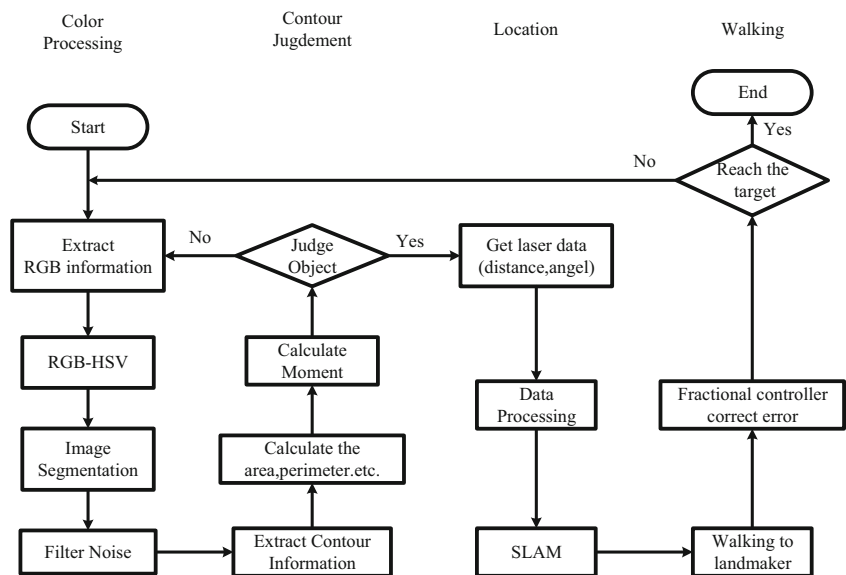 Color
Processing
Contour
Jugdement
Location
Walking
Start
End
Yes
No
Reach the
target
Extract
RGB information
No
Judge
Object
Yes
Get laser data
(distance,angel)
RGB-HSV
Calculate
Moment
Data
Processing
Fractional controller
correct error
Image
Segmentation
Calculate the
area,perimeter.etc.
Filter Noise
Extract Contour
Information
SLAM
Walking to
landmaker